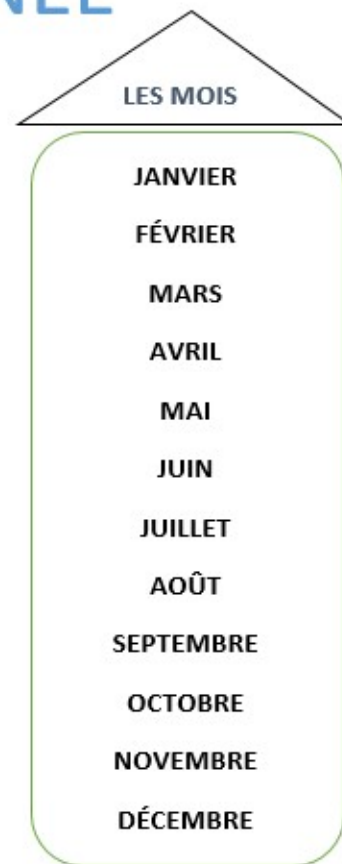 LES MOIS
JANVIER
FÉVRIER
MARS
AVRIL
MAI
JUIN
JUILLET
AOÛT
SEPTEMBRE
OCTOBRE
NOVEMBRE
DÉCEMBRE